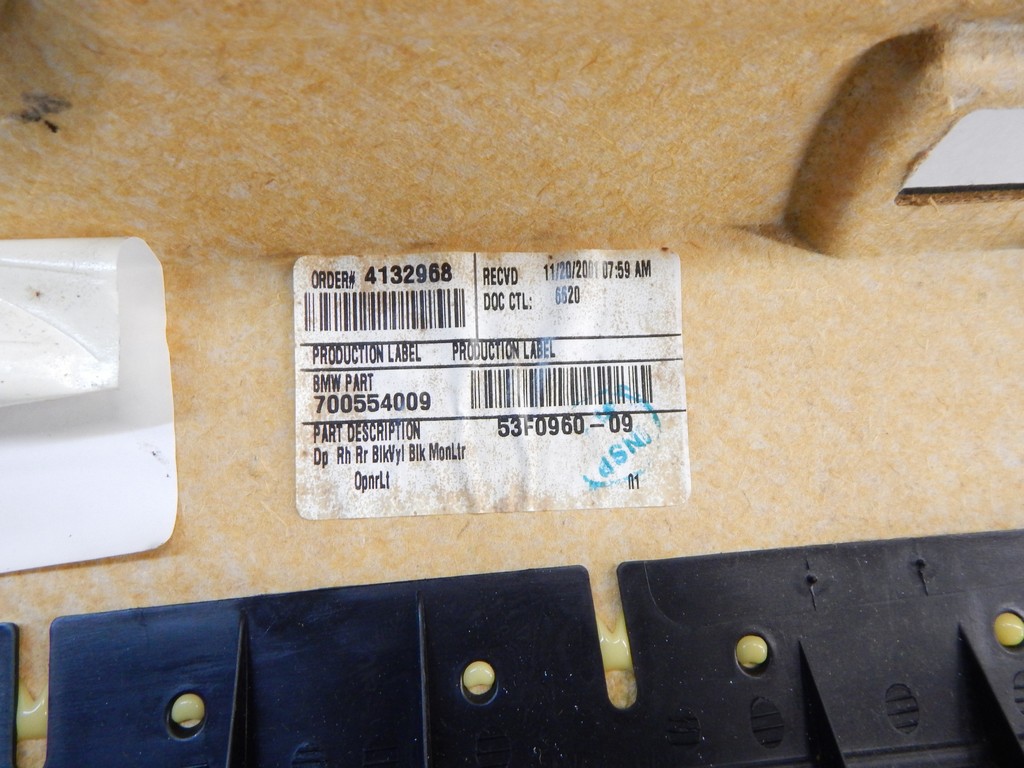 ORDER# 4132968
RECVD 11/20/2001 07:59 AM
DOC CTL: 6620
PRODUCTION LABEL PRODUCTION LABEL
BMW PART
700554009
PART DESCRIPTION
53F0960-09
Dp Rh Rr BlkVyl Blk MonLtr
OpnrLt
INSP
01